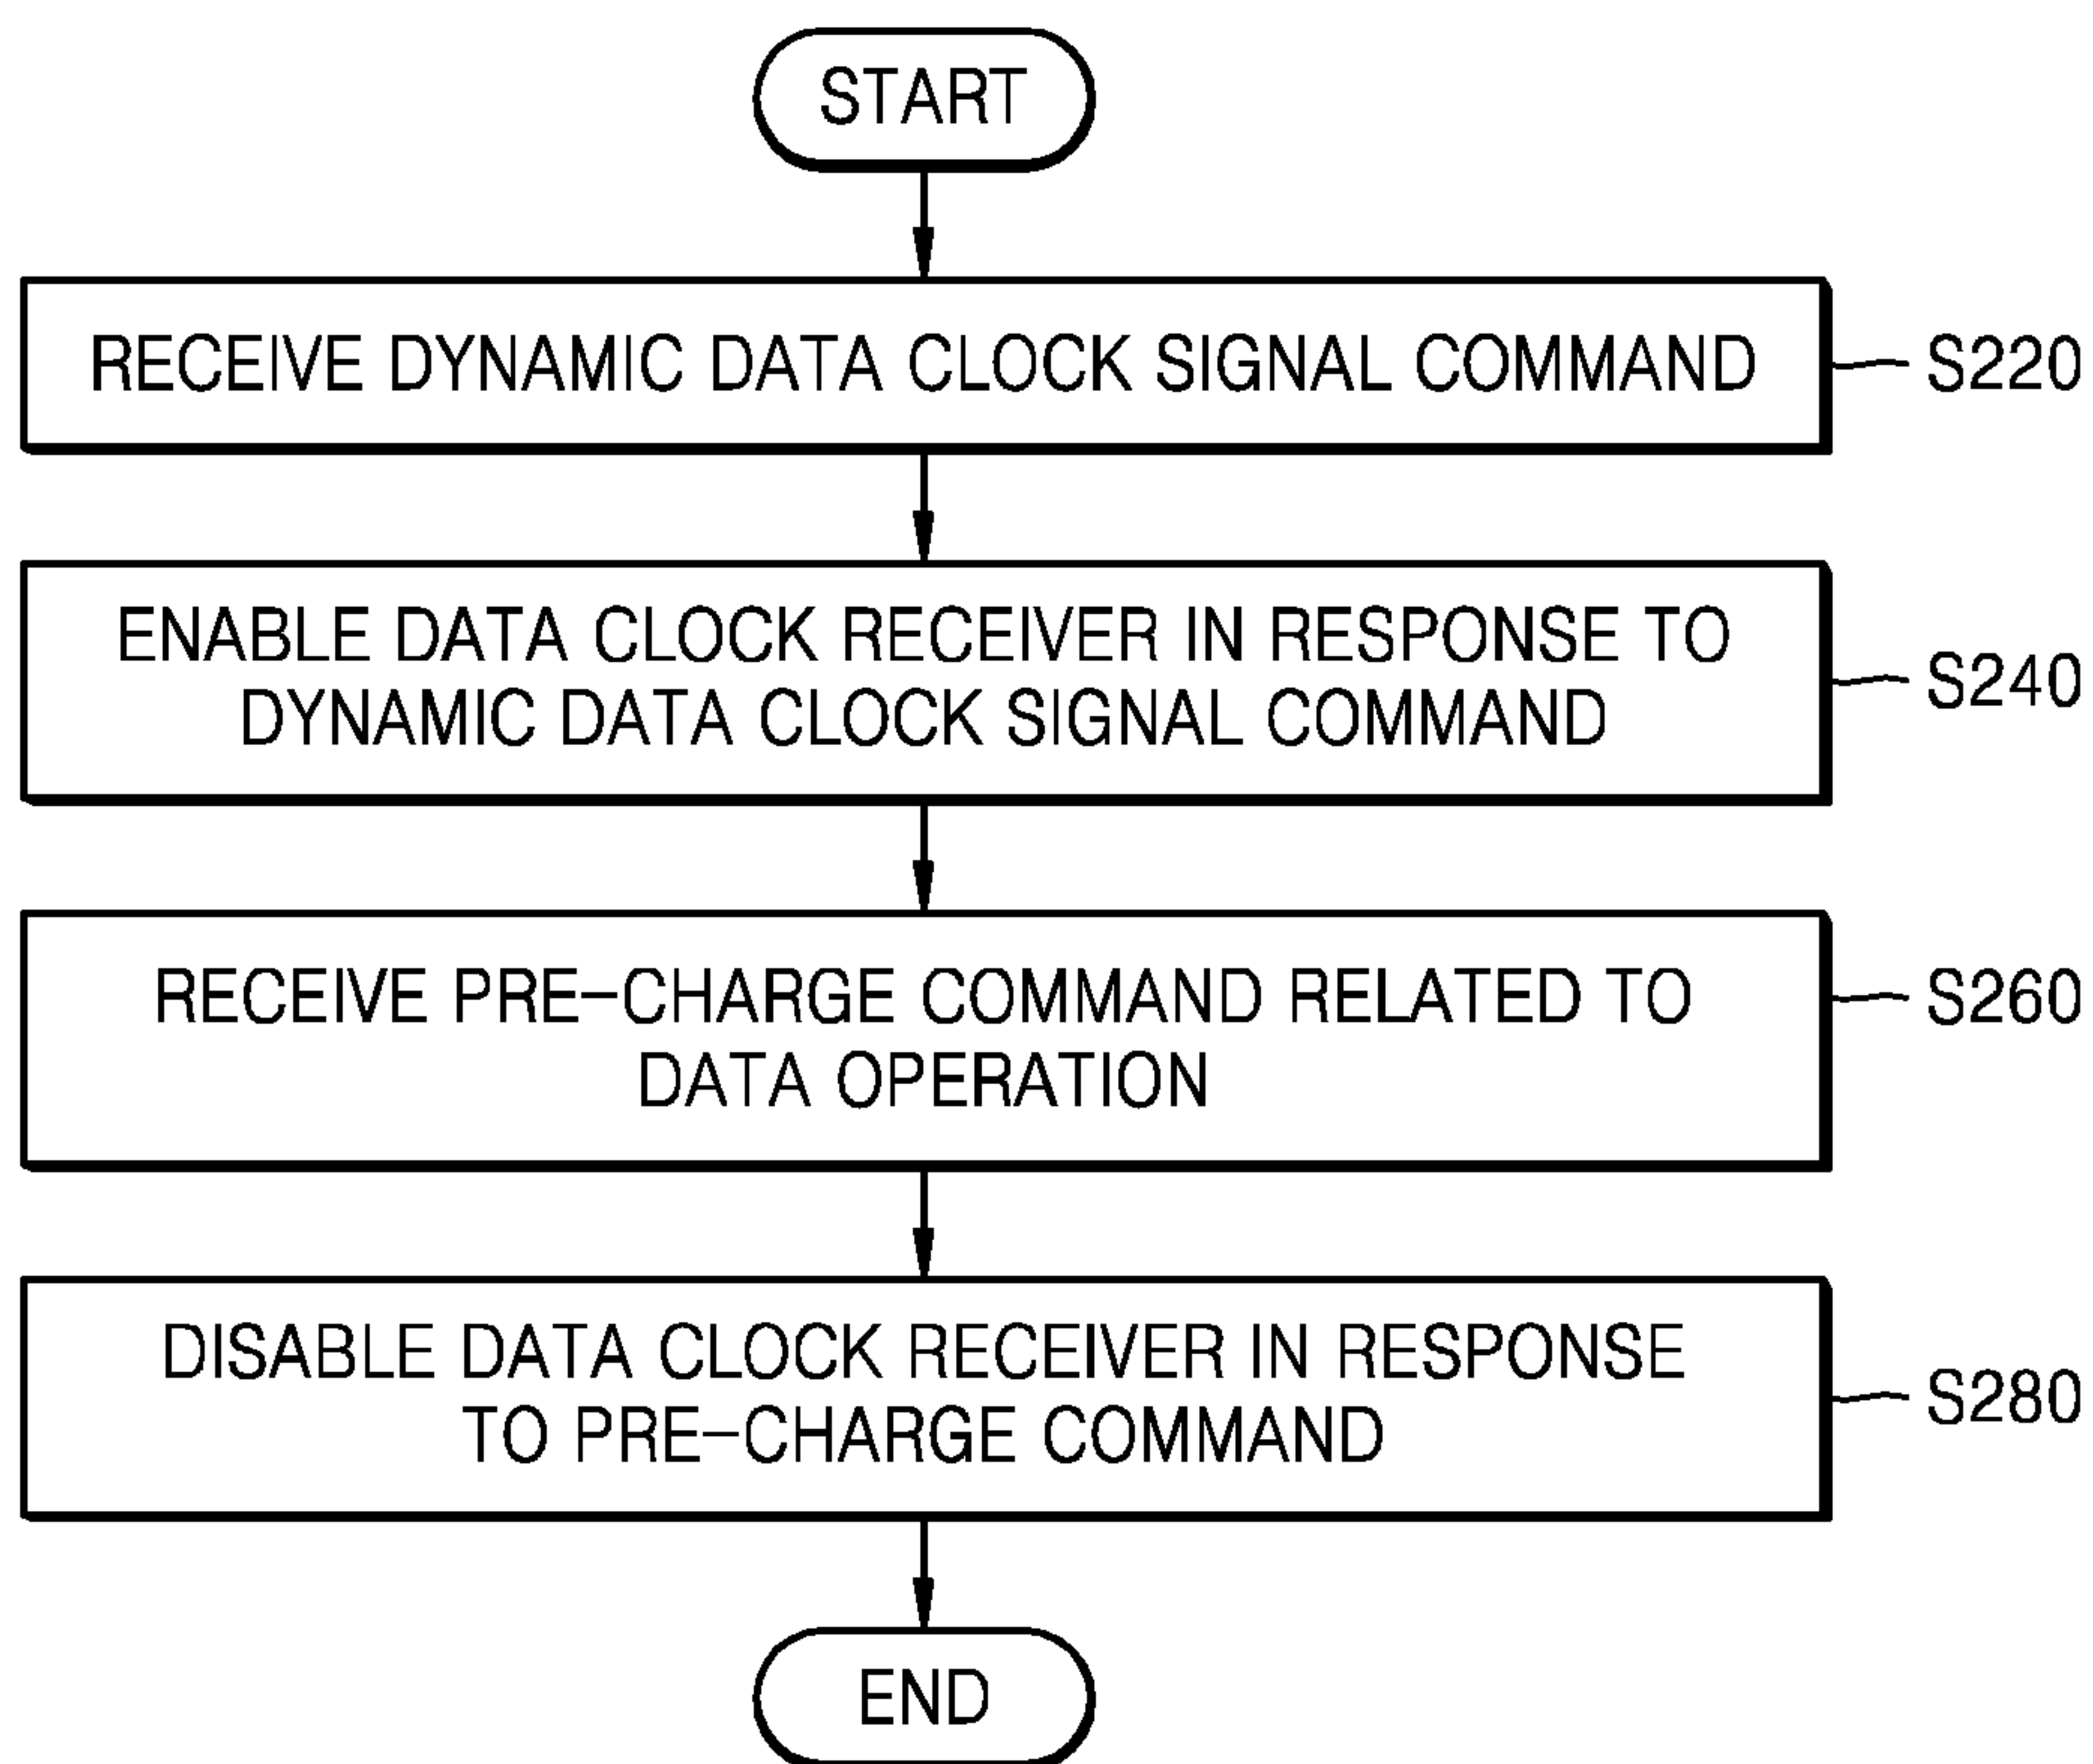 START
RECEIVE DYNAMIC DATA CLOCK SIGNAL COMMAND
S220
ENABLE DATA CLOCK RECEIVER IN RESPONSE TO
DYNAMIC DATA CLOCK SIGNAL COMMAND
S240
RECEIVE PRE-CHARGE COMMAND RELATED TO
DATA OPERATION
S260
DISABLE DATA CLOCK RECEIVER IN RESPONSE
TO PRE-CHARGE COMMAND
S280
END